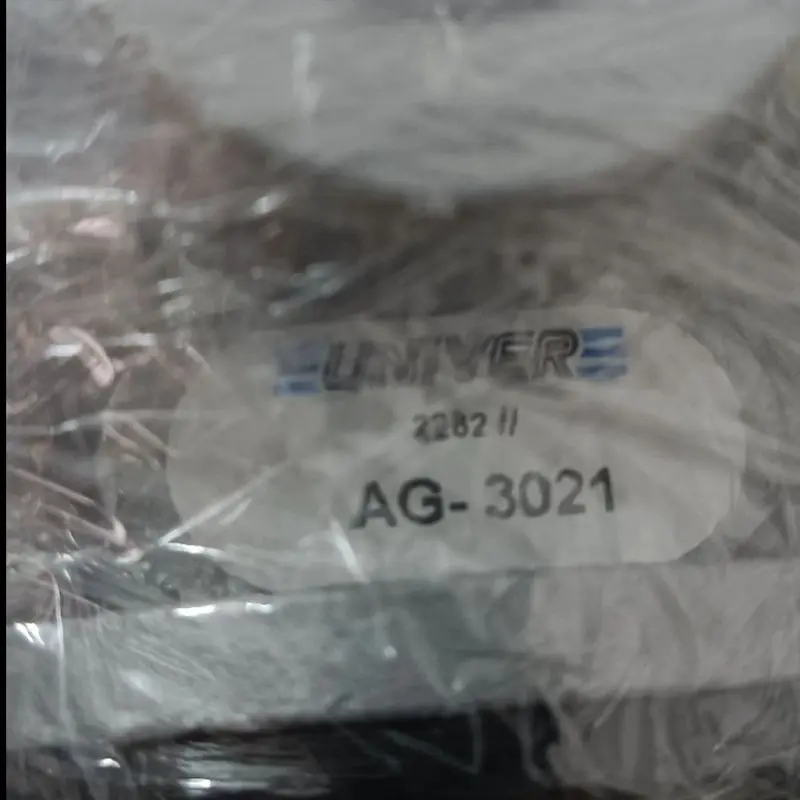 UNIVER
2282 //
AG-3021